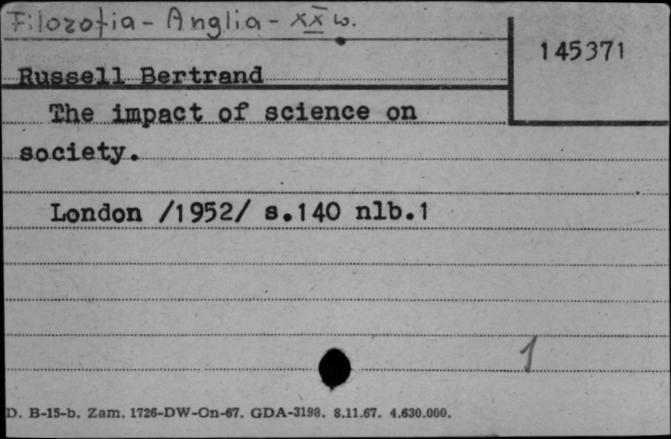 Filozofia - Anglia - XX w.
145371
Russell Bertrand
The impact of science on
society.
London /1952/ s.140 nlb.1
1
D. B-15-b. Zam. 1726-DW-On-67. GDA-3198. 8.11.67. 4.630.000.